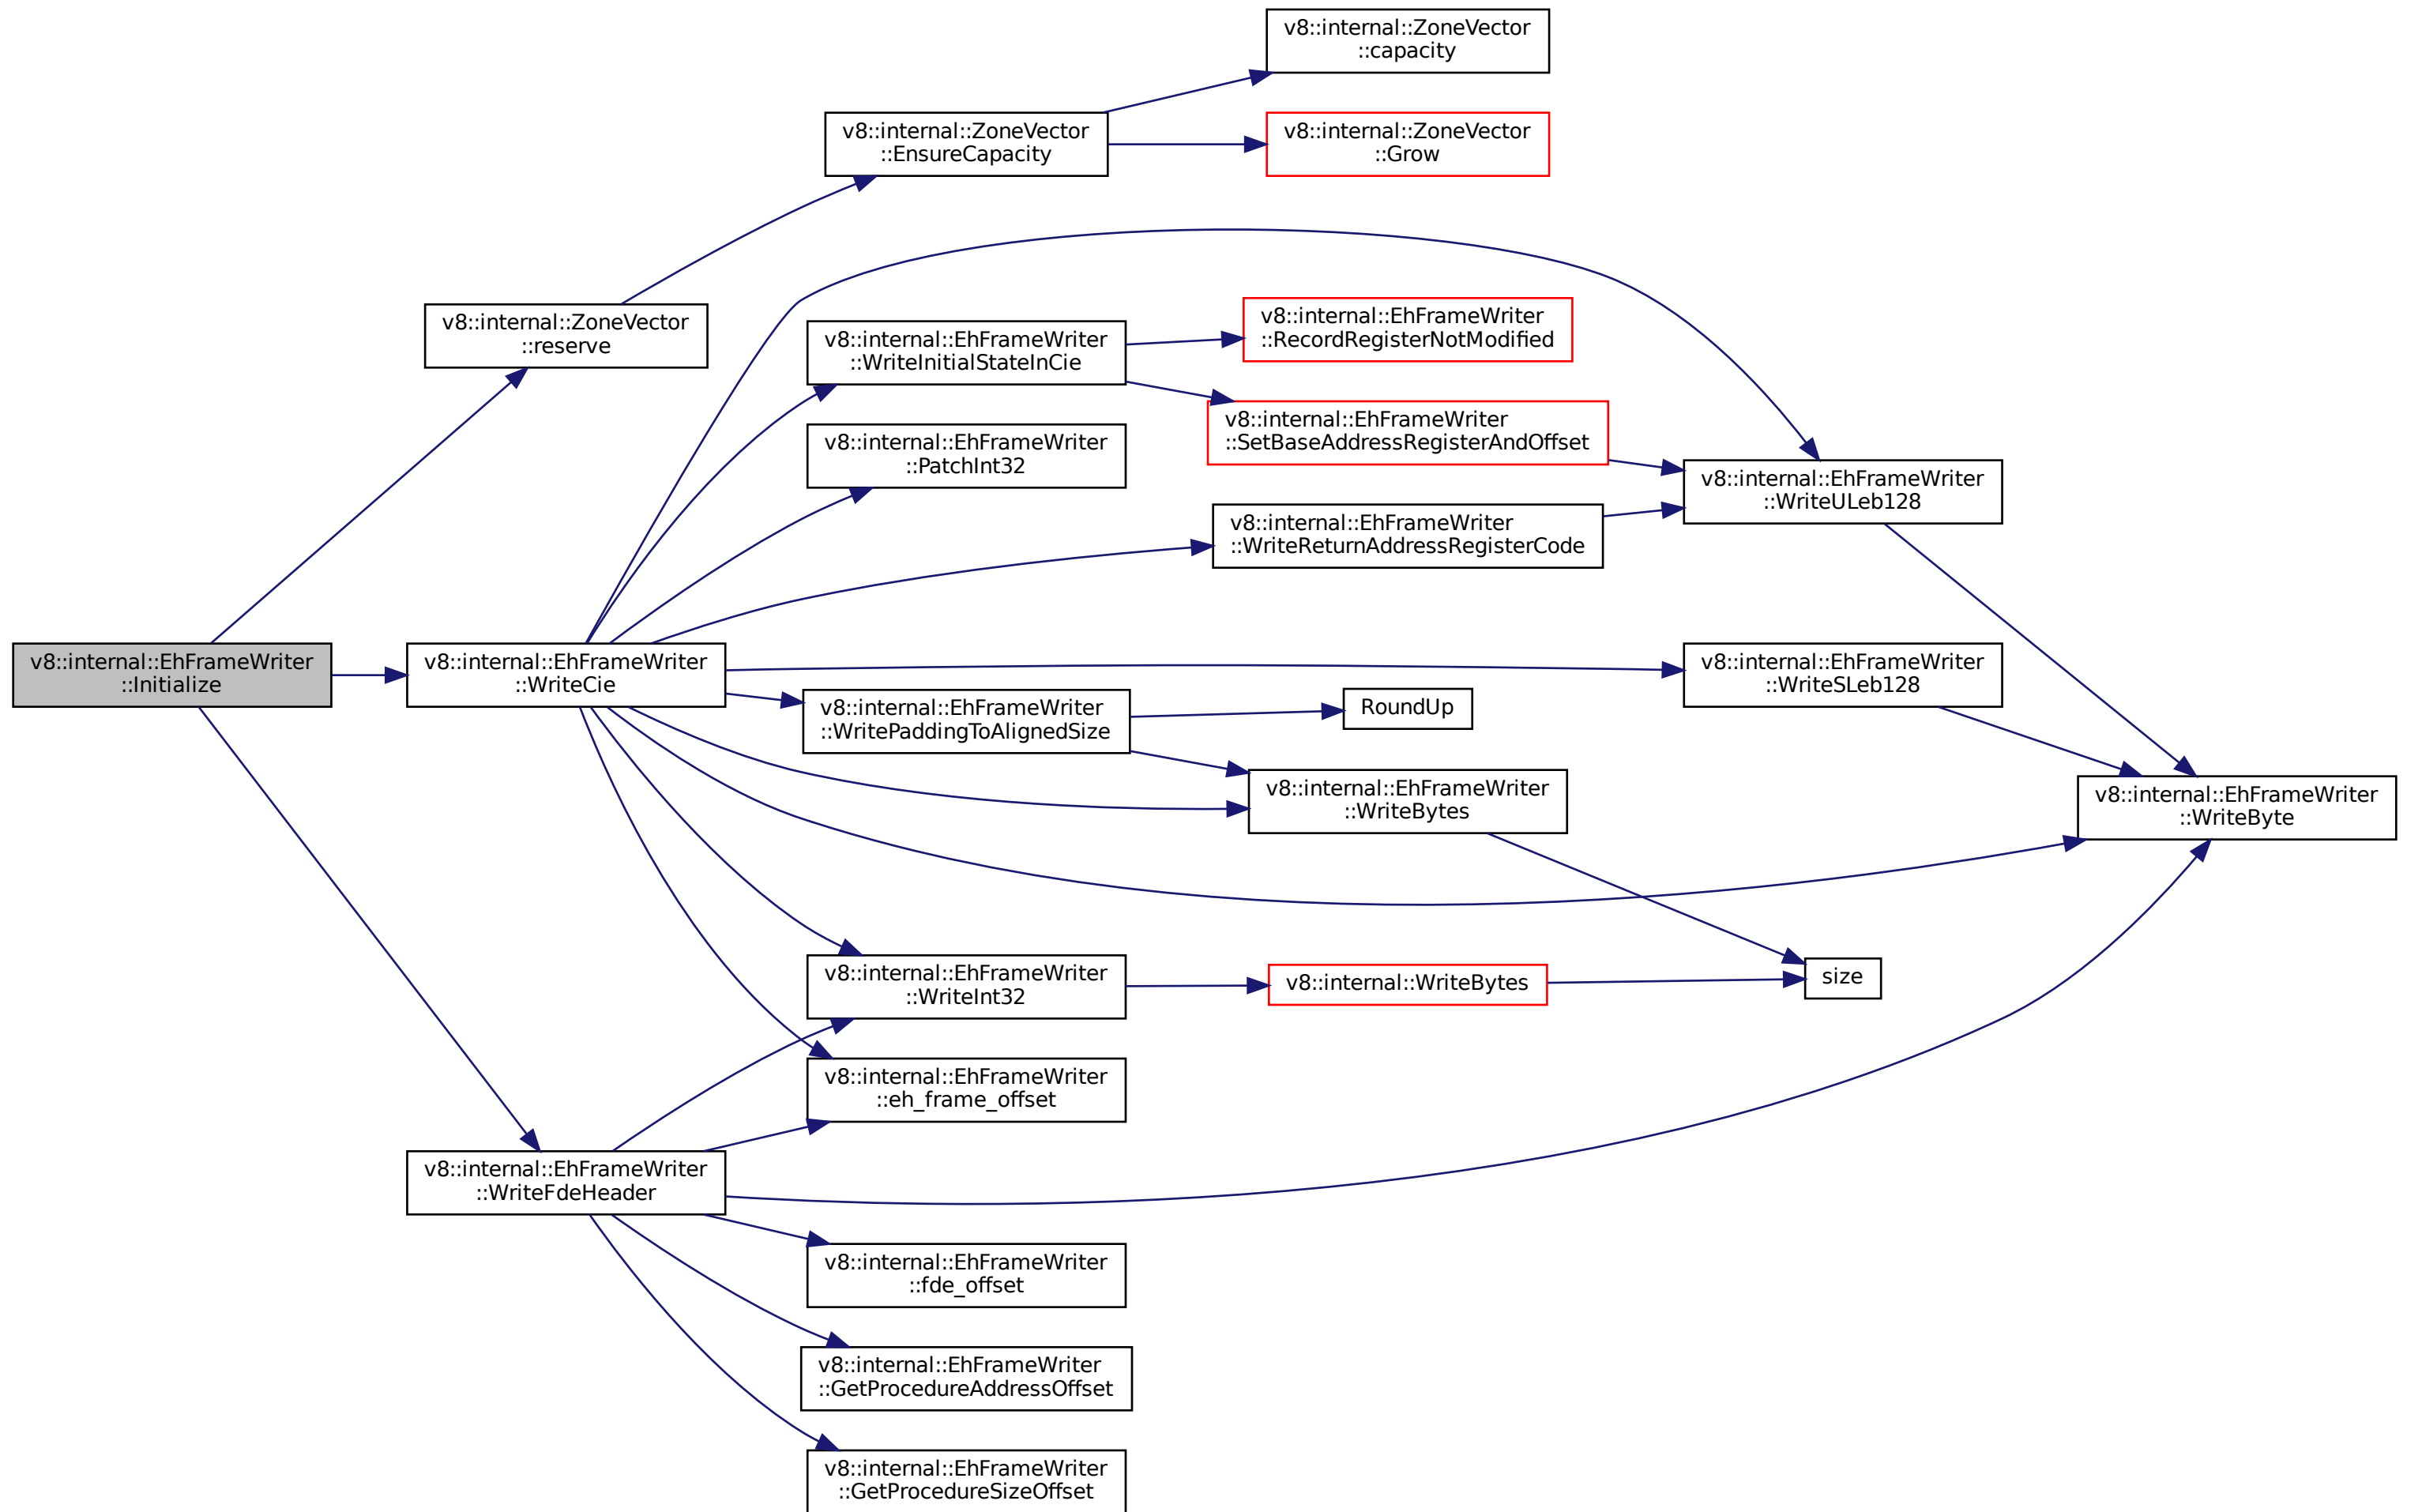 v8::internal::ZoneVector
::capacity
v8::internal::ZoneVector
::EnsureCapacity
v8::internal::ZoneVector
::Grow
v8::internal::ZoneVector
::reserve
v8::internal::EhFrameWriter
::WriteInitialStateInCie
v8::internal::EhFrameWriter
::RecordRegisterNotModified
v8::internal::EhFrameWriter
::SetBaseAddressRegisterAndOffset
v8::internal::EhFrameWriter
::PatchInt32
v8::internal::EhFrameWriter
::WriteULeb128
v8::internal::EhFrameWriter
::WriteReturnAddressRegisterCode
v8::internal::EhFrameWriter
::Initialize
v8::internal::EhFrameWriter
::WriteCie
v8::internal::EhFrameWriter
::WriteSLeb128
v8::internal::EhFrameWriter
::WritePaddingToAlignedSize
RoundUp
v8::internal::EhFrameWriter
::WriteBytes
v8::internal::EhFrameWriter
::WriteByte
v8::internal::EhFrameWriter
::WriteInt32
v8::internal::WriteBytes
size
v8::internal::EhFrameWriter
::eh_frame_offset
v8::internal::EhFrameWriter
::WriteFdeHeader
v8::internal::EhFrameWriter
::fde_offset
v8::internal::EhFrameWriter
::GetProcedureAddressOffset
v8::internal::EhFrameWriter
::GetProcedureSizeOffset